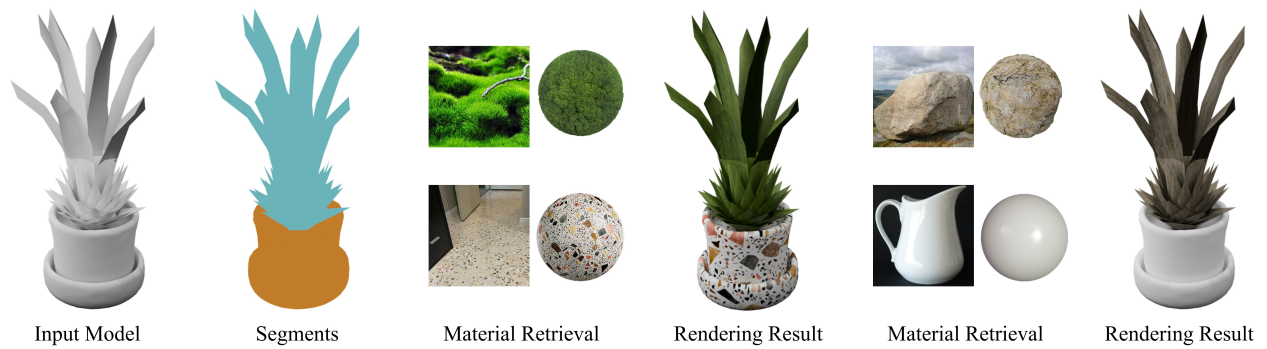 Input Model
Segments
Material Retrieval
Rendering Result
Material Retrieval
Rendering Result